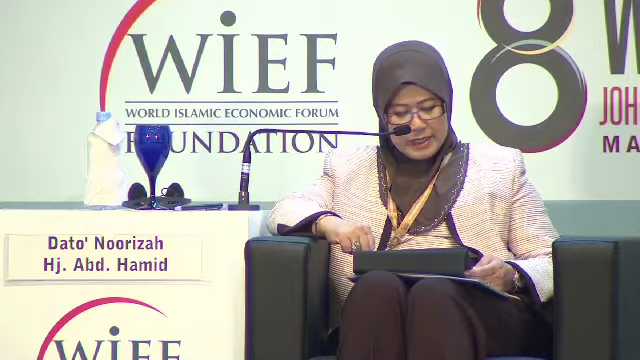 WIEF
WORLD ISLAMIC ECONOMIC FORUM
FOUNDATION
8
W
JOH
MA
Dato' Noorizah
Hj. Abd. Hamid
WIEF